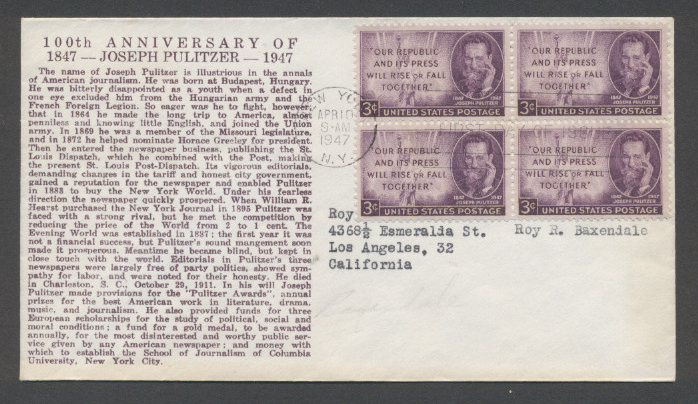 100th ANNIVERSARY OF
1847 — JOSEPH PULITZER — 1947
The name of Joseph Pulitzer is illustrious in the annals
of American journalism. He was born at Budapest, Hungary.
He was bitterly disappointed as a youth when a defect in
one eye excluded him from the Hungarian army and the
French Foreign Legion. So eager was he to fight, however,
that in 1864 he made the long trip to America, almost
penniless and knowing little English, and joined the Union
army. In 1869 he was a member of the Missouri legislature,
and in 1872 he helped nominate Horace Greeley for president.
Then he entered the newspaper business, publishing the St.
Louis Dispatch, which he combined with the Post, making
the present St. Louis Post-Dispatch. Its vigorous editorials,
demanding changes in the tariff and honest city government,
gained a reputation for the newspaper and enabled Pulitzer
in 1888 to buy the New York World. Under his fearless
direction the newspaper quickly prospered. When William R.
Hearst purchased the New York Journal in 1895 Pulitzer was
faced with a strong rival, but he met the competition by
reducing the price of the World from 2 to 1 cent. The
Evening World was established in 1837; the first year it was
not a financial success, but Pulitzer's sound mangement soon
made it prosperous. Meantime he became blind, but kept in
close touch with the world. Editorials in Pulitzer's three
newspapers were largely free of party politics, showed sym-
pathy for labor, and were noted for their honesty. He died
in Charleston, S. C., October 29, 1911. In his will Joseph
Pulitzer made provisions for the "Pulitzer Awards", annual
prizes for the best American work in literature, drama,
music, and journalism. He also provided funds for three
European scholarships for the study of political, social and
moral conditions; a fund for a gold medal, to be awarded
annually, for the most disinterested and worthy public ser-
vice given by any American newspaper; and money with
which to establish the School of Journalism of Columbia
University, New York City.
"OUR REPUBLIC
AND ITS PRESS
WILL RISE OR FALL
TOGETHER"
1847 1947
JOSEPH PULITZER
3¢ UNITED STATES POSTAGE
"OUR REPUBLIC
AND ITS PRESS
WILL RISE OR FALL
TOGETHER"
1847 1947
JOSEPH PULITZER
3¢ UNITED STATES POSTAGE
"OUR REPUBLIC
AND ITS PRESS
WILL RISE OR FALL
TOGETHER"
1847 1947
JOSEPH PULITZER
3¢ UNITED STATES POSTAGE
"OUR REPUBLIC
AND ITS PRESS
WILL RISE OR FALL
TOGETHER"
1847 1947
JOSEPH PULITZER
3¢ UNITED STATES POSTAGE
APR 10
9-AM
1947
N.Y.
Roy R. Baxendale
4368½ Esmeralda St.
Los Angeles, 32
California